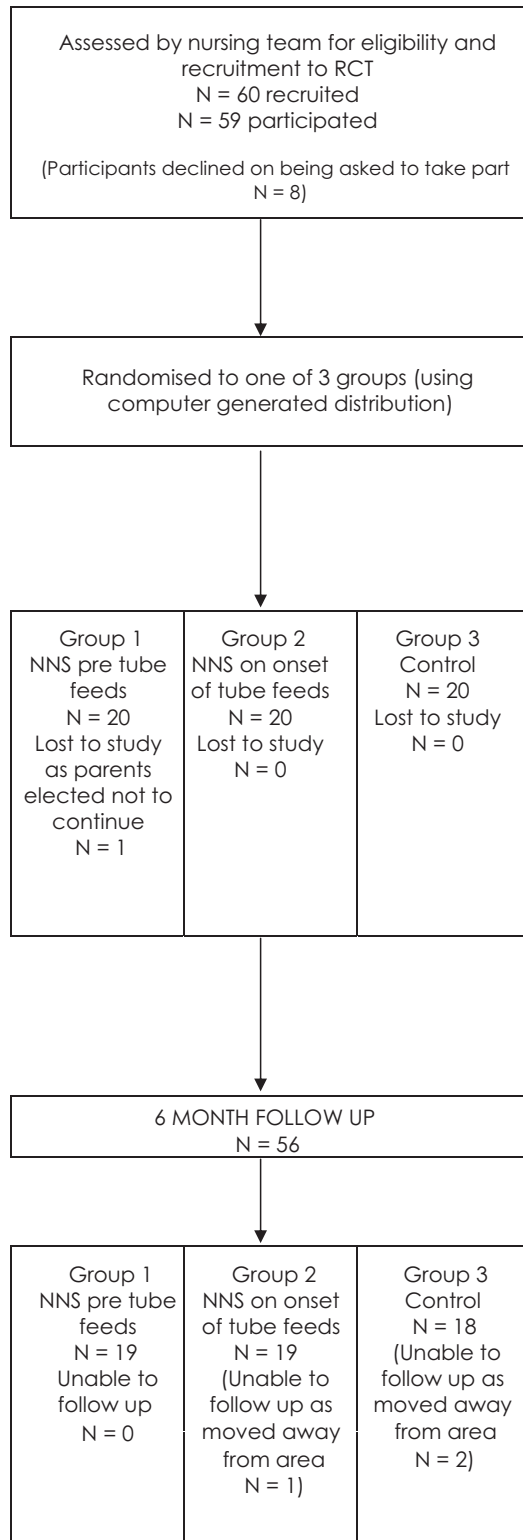 Assessed by nursing team for eligibility and
recruitment to RCT
N = 60 recruited
N = 59 participated
(Participants declined on being asked to take part
N = 8)
Randomised to one of 3 groups (using
computer generated distribution)
Group 1
NNS pre tube
feeds
N = 20
Lost to study
as parents
elected not to
continue
N = 1
Group 2
NNS on onset
of tube feeds
N = 20
Lost to study
N = 0
Group 3
Control
N = 20
Lost to study
N = 0
6 MONTH FOLLOW UP
N = 56
Group 1
NNS pre tube
feeds
N = 19
Unable to
follow up
N = 0
Group 2
NNS on onset
of tube feeds
N = 19
(Unable to
follow up as
moved away
from area
N = 1)
Group 3
Control
N = 18
(Unable to
follow up as
moved away
from area
N = 2)